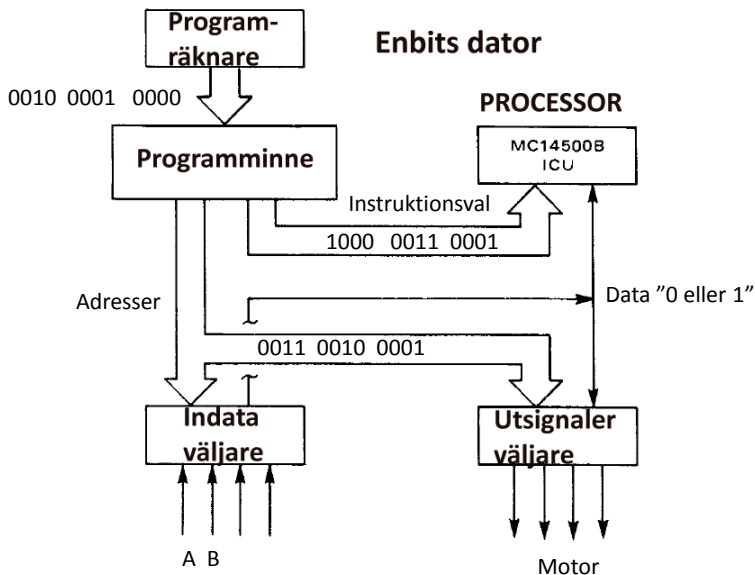 Program-
räknare
Enbits dator
0010 0001 0000
PROCESSOR
Programminne
MC14500B
ICU
Instruktionsval
1000 0011 0001
Adresser
Data ”0 eller 1”
0011 0010 0001
Indata
väljare
Utsignaler
väljare
A B
Motor